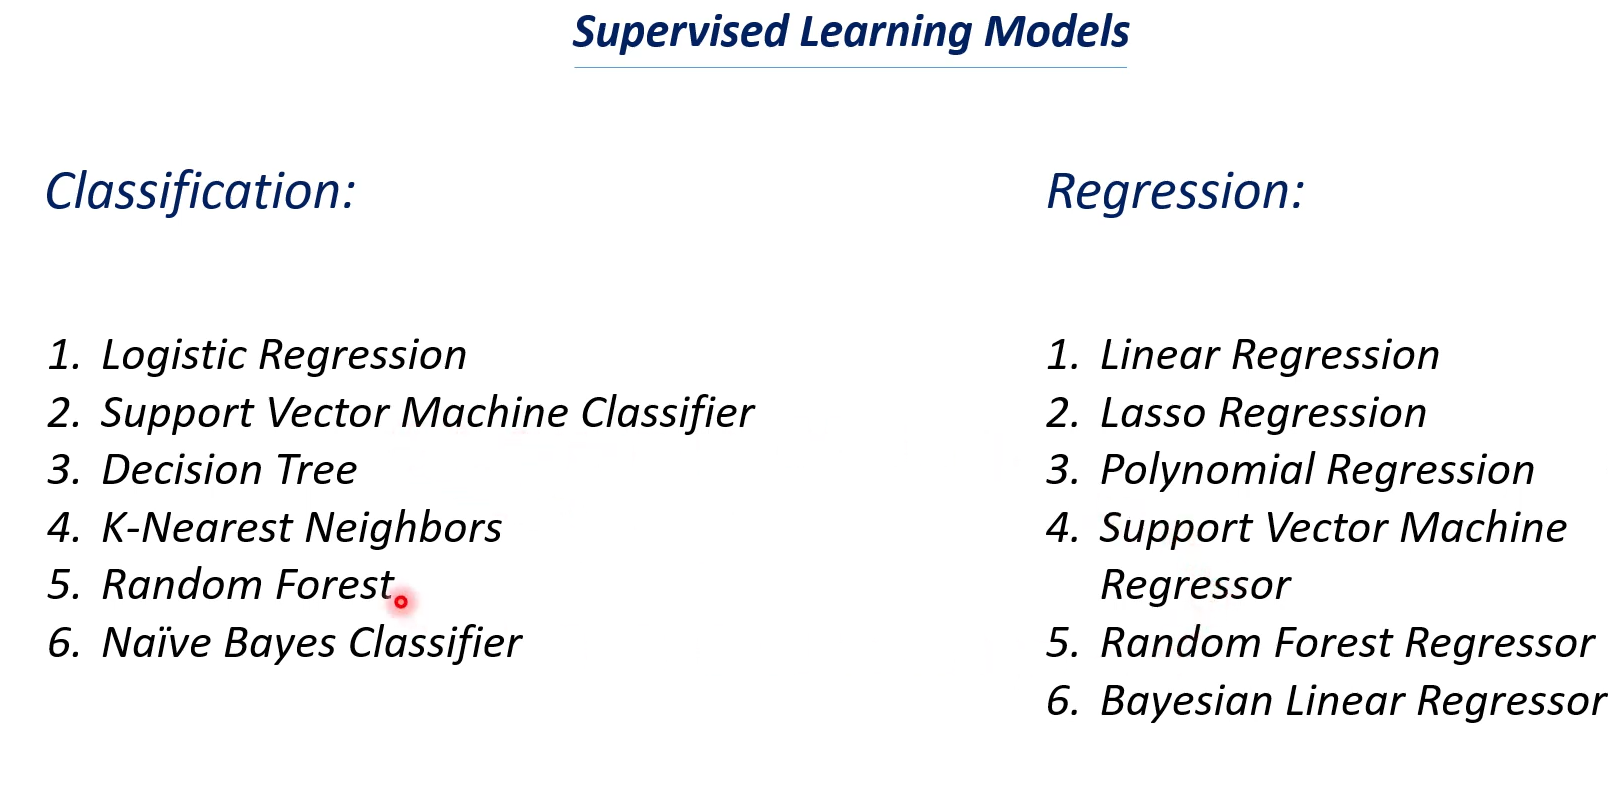 Supervised Learning Models
Classification:
1. Logistic Regression
2. Support Vector Machine Classifier
3. Decision Tree
4. K-Nearest Neighbors
5. Random Forest
6. Naïve Bayes Classifier
Regression:
1. Linear Regression
2. Lasso Regression
3. Polynomial Regression
4. Support Vector Machine
Regressor
5. Random Forest Regressor
6. Bayesian Linear Regressor